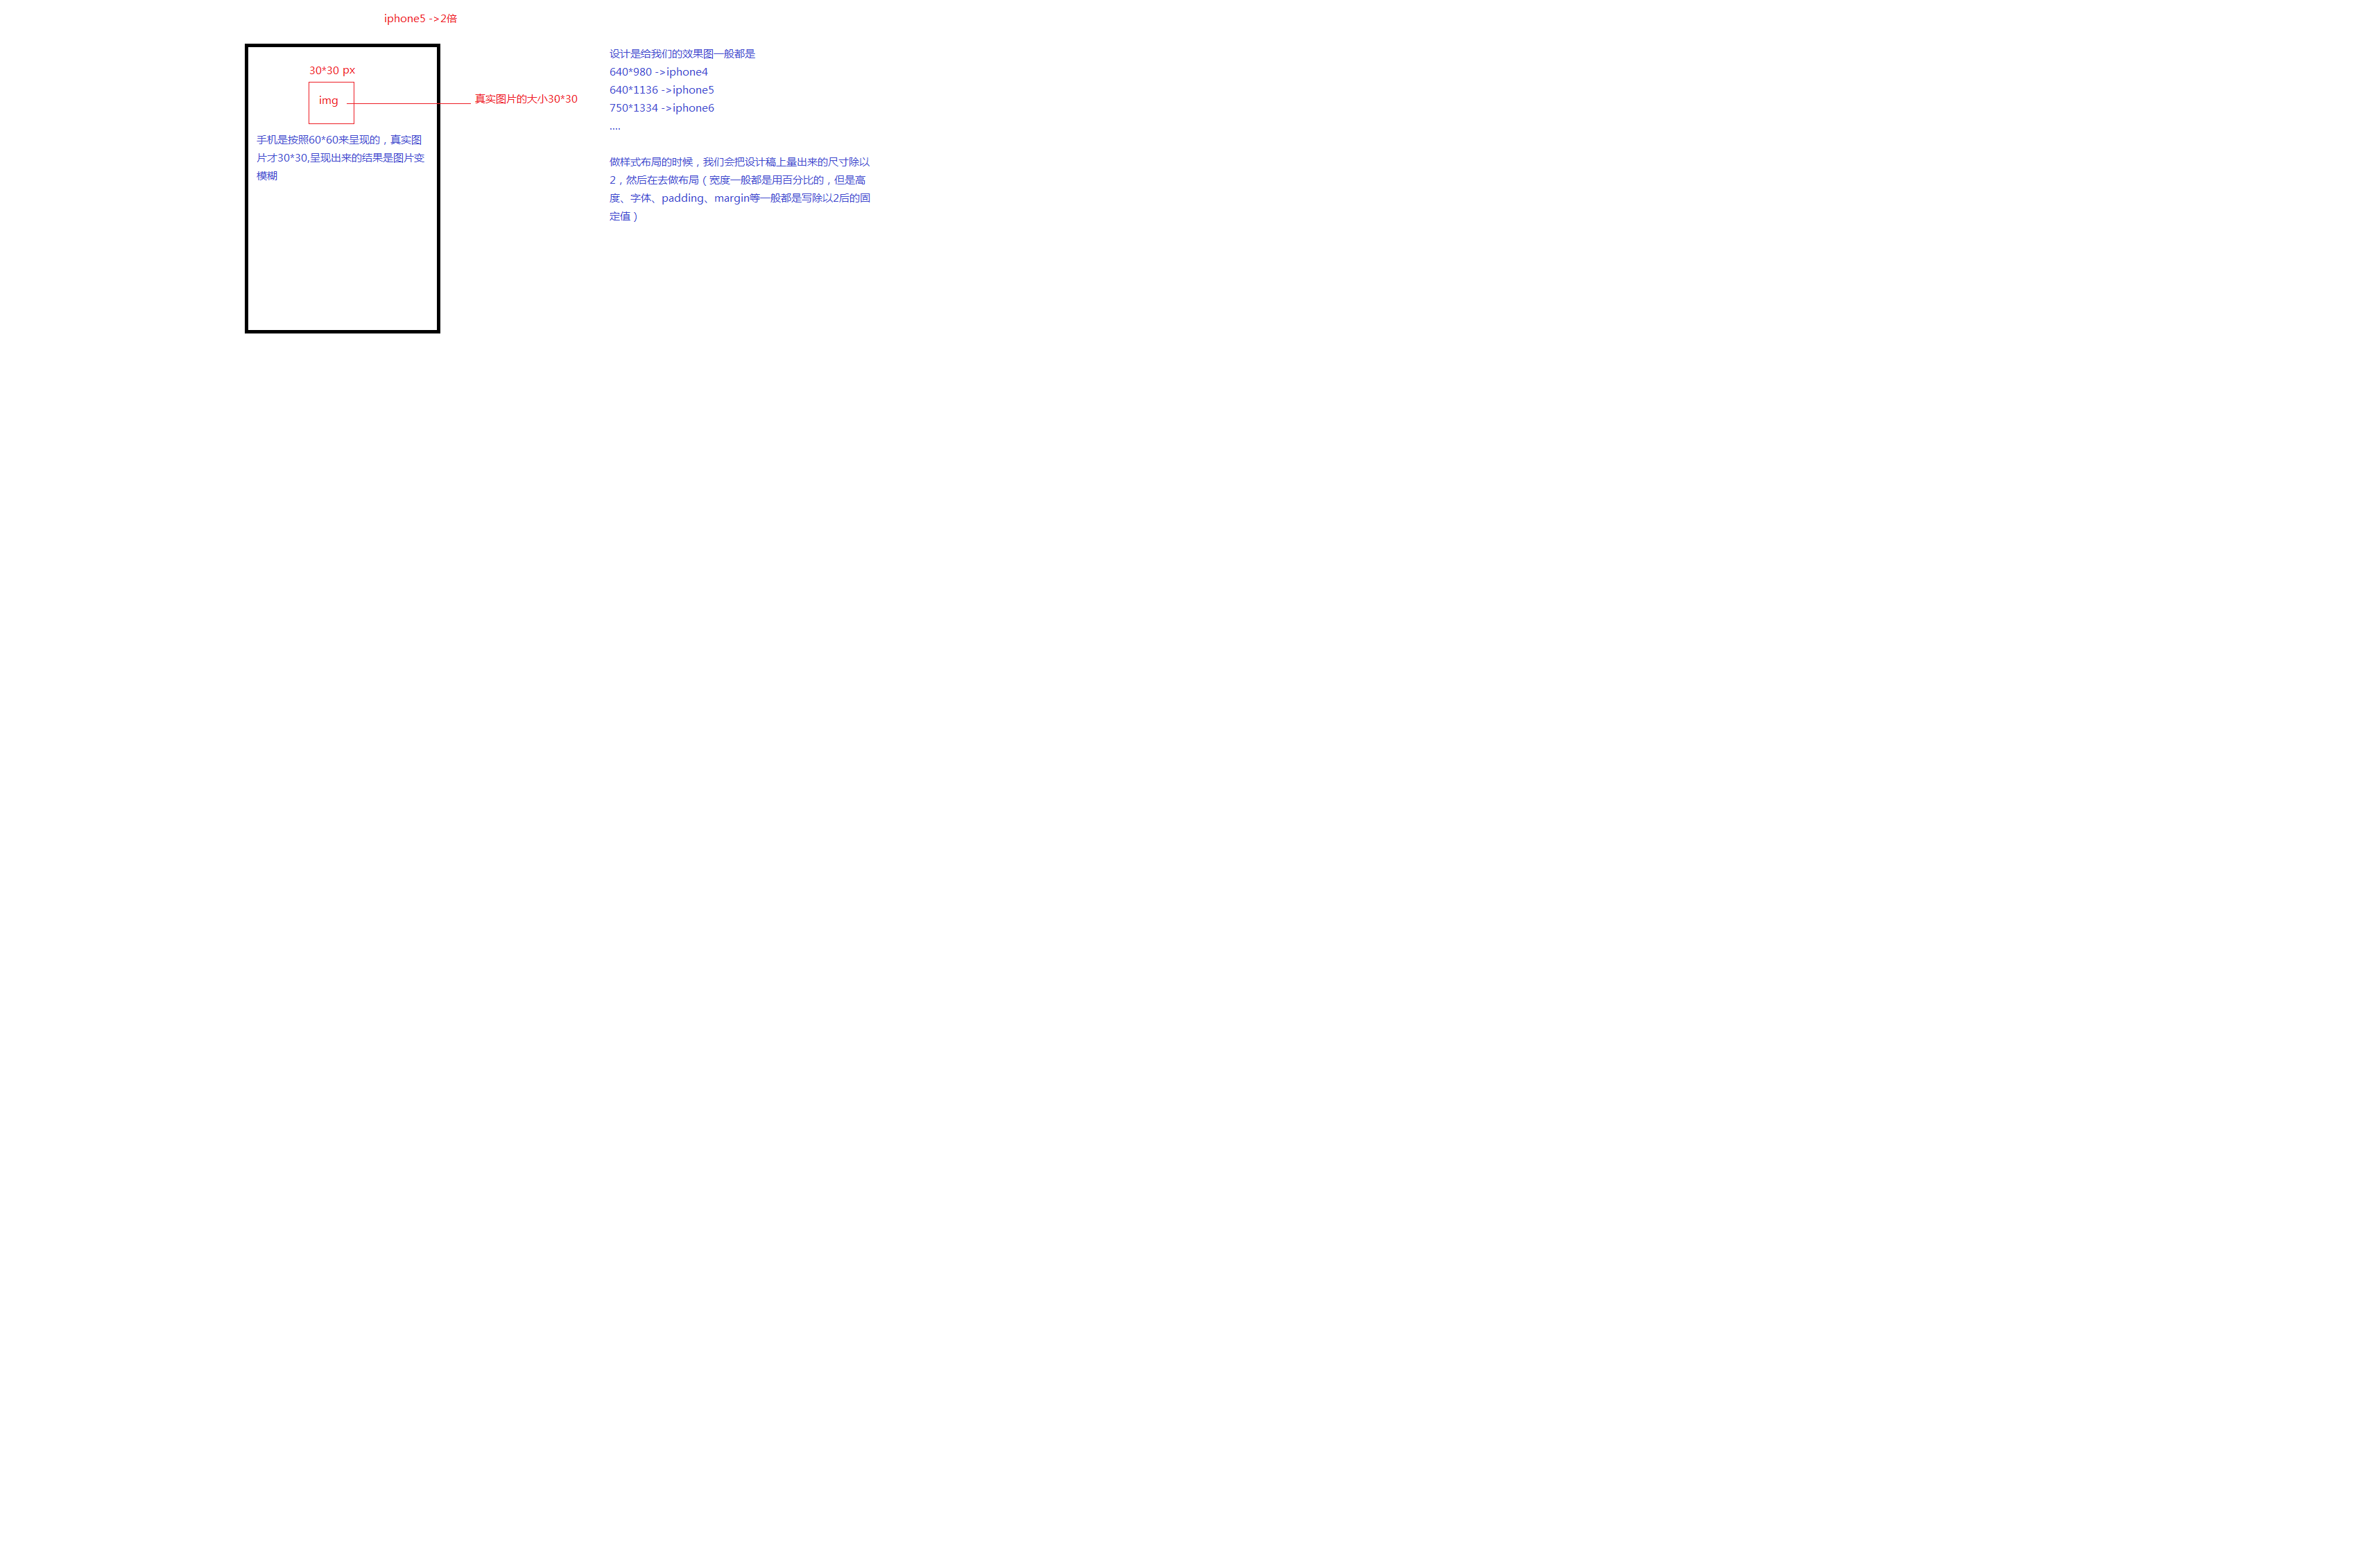 iphone5 ->2倍
30*30 px
img
真实图片的大小30*30
手机是按照60*60来呈现的，真实图
片才30*30,呈现出来的结果是图片变
模糊
设计是给我们的效果图一般都是
640*980 ->iphone4
640*1136 ->iphone5
750*1334 ->iphone6
....
做样式布局的时候，我们会把设计稿上量出来的尺寸除以
2，然后在去做布局（宽度一般都是用百分比的，但是高
度、字体、padding、margin等一般都是写除以2后的固
定值）